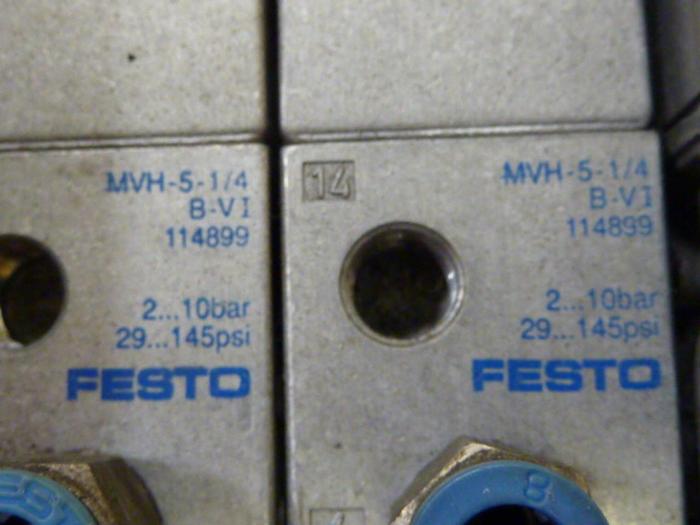 MVH-5-1/4
B-VI
114899
2...10bar
29...145psi
FESTO
14
MVH-5-1/4
B-VI
114899
2...10bar
29...145psi
FESTO
8